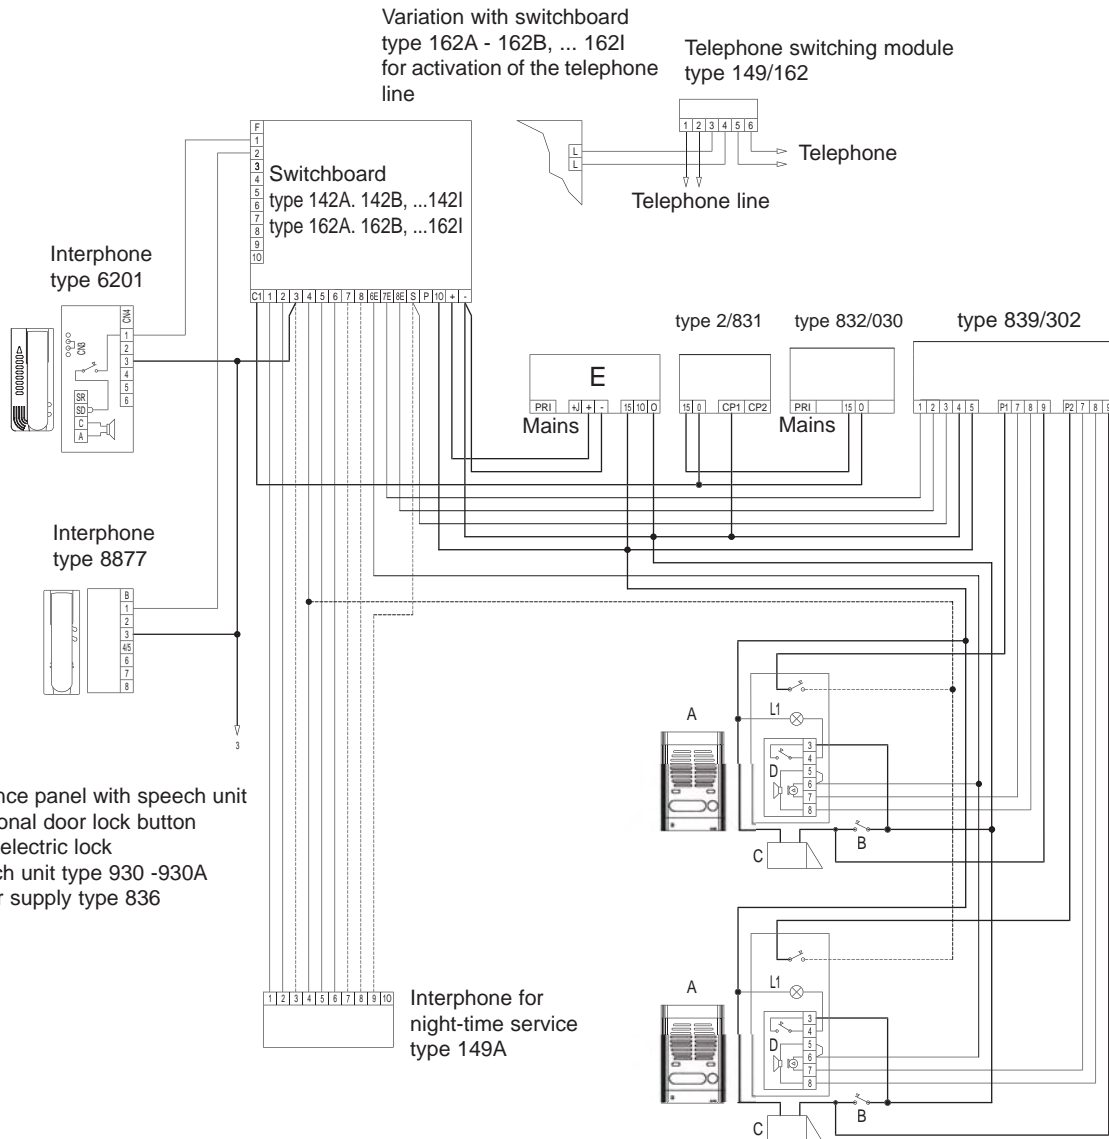 Variation with switchboard
type 162A - 162B, ... 162I
for activation of the telephone
line
Telephone switching module
type 149/162
1 2 3 4 5 6
L
L
Telephone
Telephone line
F
1
2
3
4
5
6
7
8
9
10
Switchboard
type 142A. 142B, ...142I
type 162A. 162B, ...162I
C1 1 2 3 4 5 6 7 8 6E 7E 8E S P 10 + -
Interphone
type 6201
CN4
1
2
3
4
5
6
CN3
SR
SD
C
A
type 2/831
type 832/030
type 839/302
E
PRI +J + - 15 10 0
Mains
15 0 CP1 CP2
PRI 15 0
Mains
1 2 3 4 5 P1 7 8 9 P2 7 8 9
Interphone
type 8877
B
1
2
3
4/5
6
7
8
3
nce panel with speech unit
onal door lock button
electric lock
ch unit type 930 -930A
r supply type 836
A
L1
D
3
4
5
6
7
8
B
C
A
L1
D
3
4
5
6
7
8
B
C
1 2 3 4 5 6 7 8 9 10
Interphone for
night-time service
type 149A